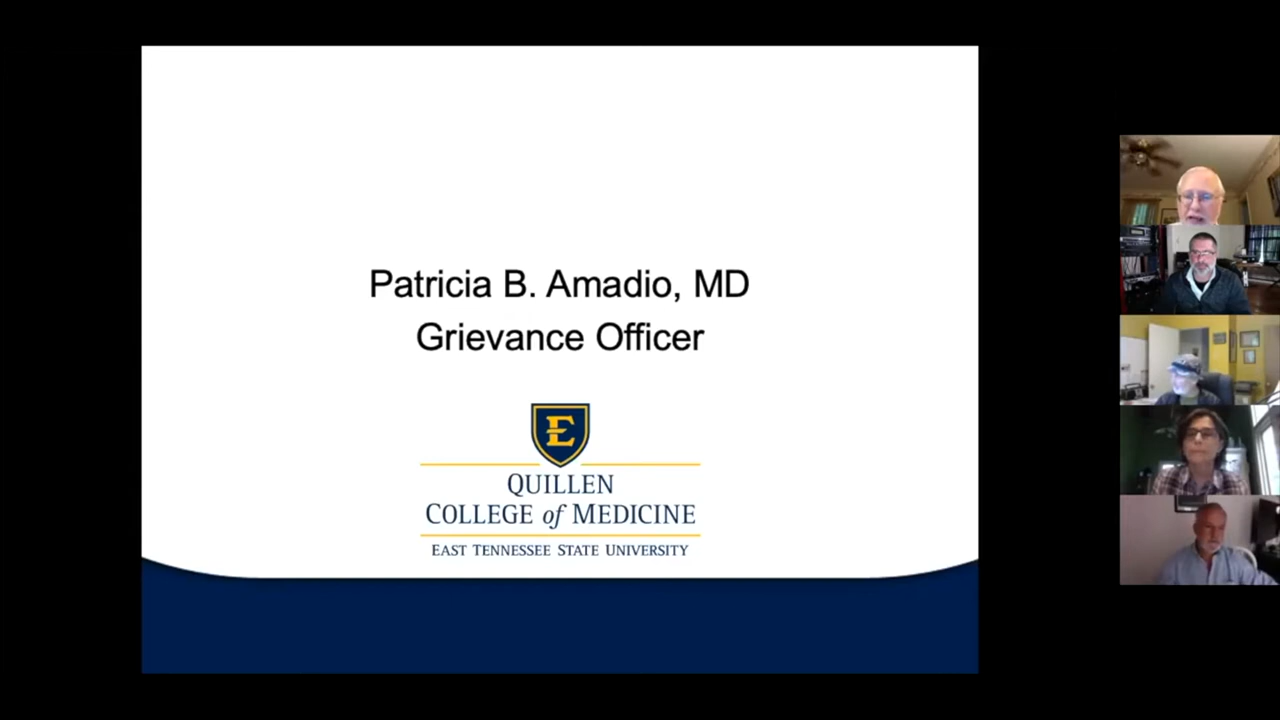 Patricia B. Amadio, MD
Grievance Officer
E
QUILLEN
COLLEGE of MEDICINE
EAST TENNESSEE STATE UNIVERSITY